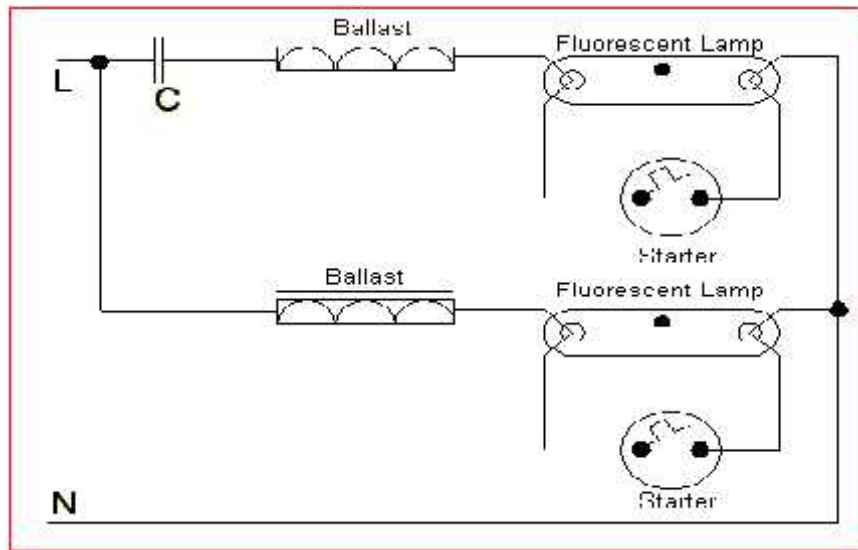 Ballast
Fluorescent Lamp
L
C
Starter
Ballast
Fluorescent Lamp
N
Starter